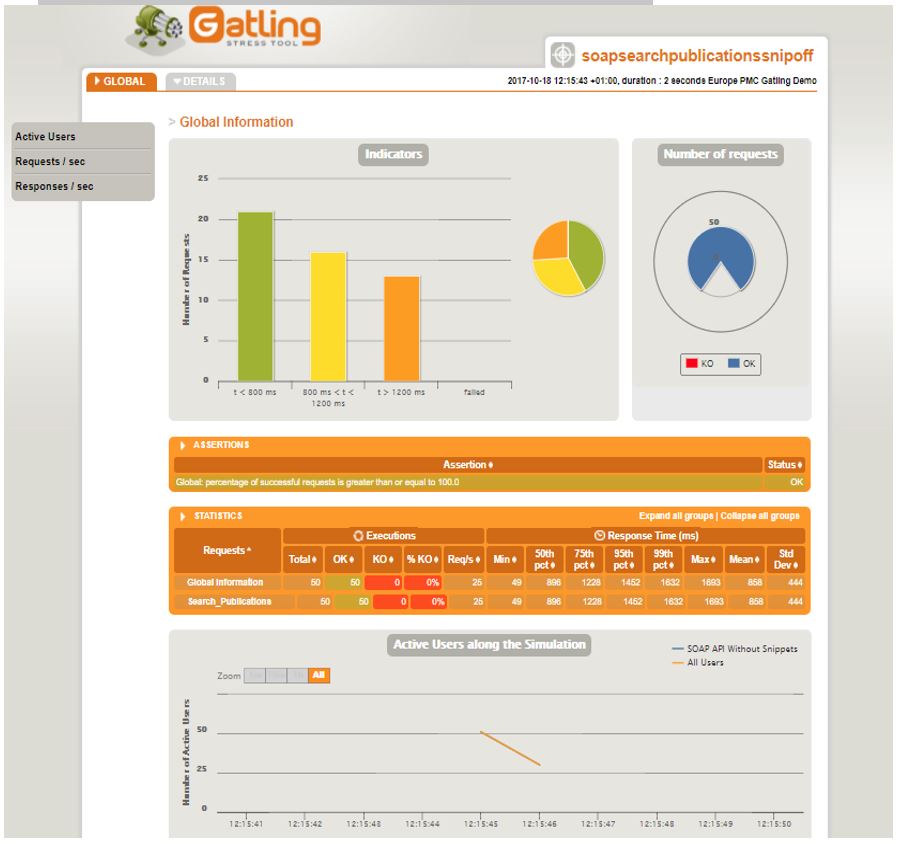 Gatling
STRESS TOOL
soapsearchpublicationssnipoff
GLOBAL
DETAILS
2017-10-18 12:15:43 +01:00, duration : 2 seconds Europe PMC Gatling Demo
Active Users
Requests / sec
Responses / sec
> Global Information
Indicators
Number of Requests
25
20
15
10
5
0
t < 800 ms
800 ms < t < 1200 ms
t > 1200 ms
failed
Number of requests
50
0
KO
OK
ASSERTIONS
Assertion
Status
Global: percentage of successful requests is greater than or equal to 100.0 OK
STATISTICS
Expand all groups | Collapse all groups
Requests
Executions
Response Time (ms)
Total OK KO % KO Req/s Min 50th pct 75th pct 95th pct 99th pct Max Mean Std Dev
Global Information 50 50 0 0% 25 49 896 1228 1452 1632 1693 858 444
Search_Publications 50 50 0 0% 25 49 896 1228 1452 1632 1693 858 444
Active Users along the Simulation
SOAP API Without Snippets
All Users
Zoom All
Number of Active Users
50
25
0
12:15:41 12:15:42 12:15:43 12:15:44 12:15:45 12:15:46 12:15:47 12:15:48 12:15:49 12:15:50